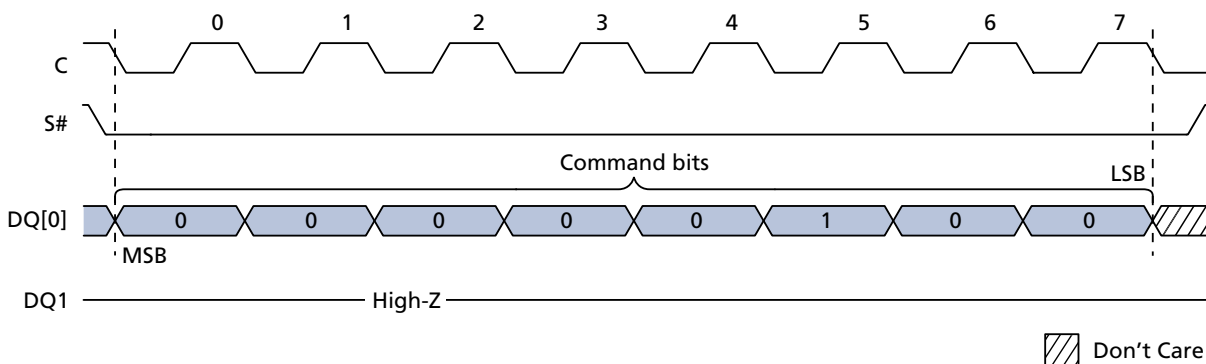 0 1 2 3 4 5 6 7
C
S#
Command bits
LSB
DQ[0] 0 0 0 0 0 1 0 0
MSB
DQ1 High-Z
Don't Care